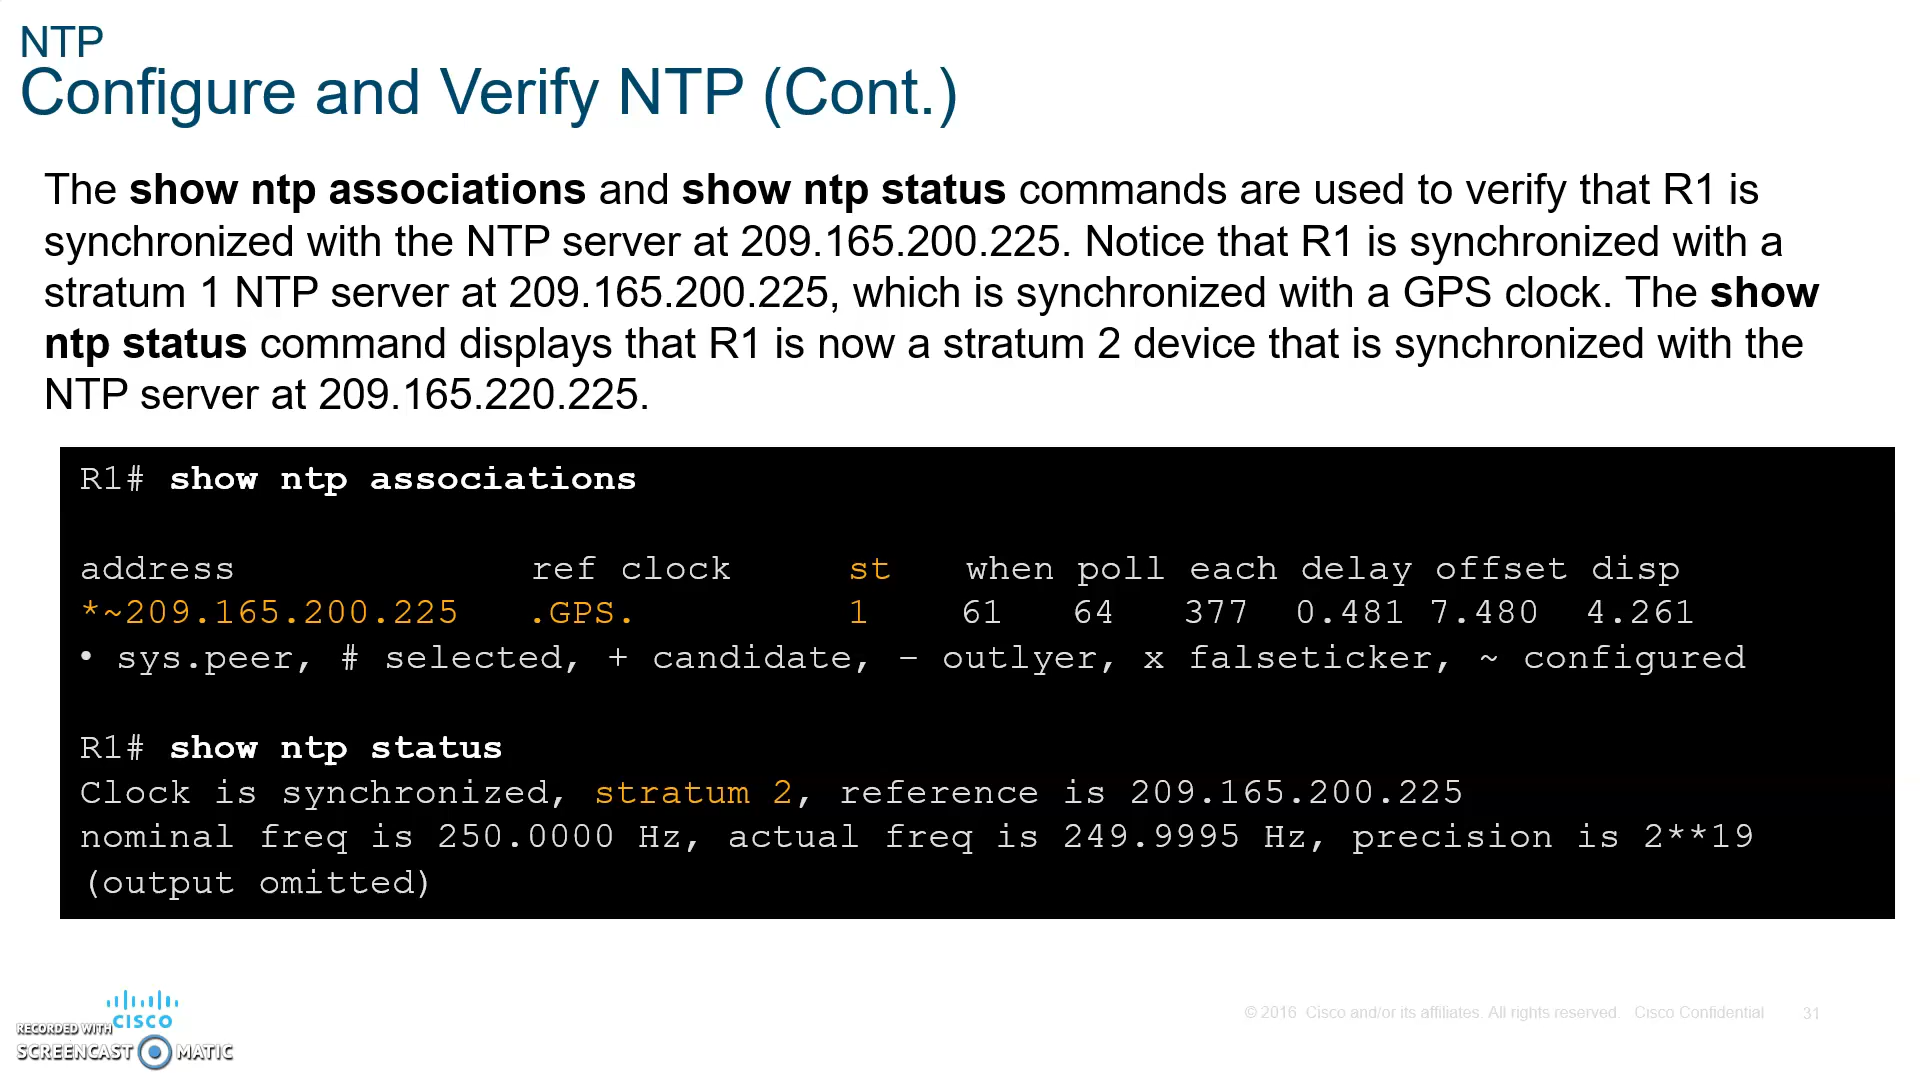 NTP
Configure and Verify NTP (Cont.)
The show ntp associations and show ntp status commands are used to verify that R1 is
synchronized with the NTP server at 209.165.200.225. Notice that R1 is synchronized with a
stratum 1 NTP server at 209.165.200.225, which is synchronized with a GPS clock. The show
ntp status command displays that R1 is now a stratum 2 device that is synchronized with the
NTP server at 209.165.220.225.
R1# show ntp associations
address ref clock st when poll each delay offset disp
*~209.165.200.225 .GPS. 1 61 64 377 0.481 7.480 4.261
• sys.peer, # selected, + candidate, – outlyer, x falseticker, ~ configured
R1# show ntp status
Clock is synchronized, stratum 2, reference is 209.165.200.225
nominal freq is 250.0000 Hz, actual freq is 249.9995 Hz, precision is 2**19
(output omitted)
CISCO
© 2016 Cisco and/or its affiliates. All rights reserved. Cisco Confidential 31
RECORDED WITH
SCREENCAST MATIC